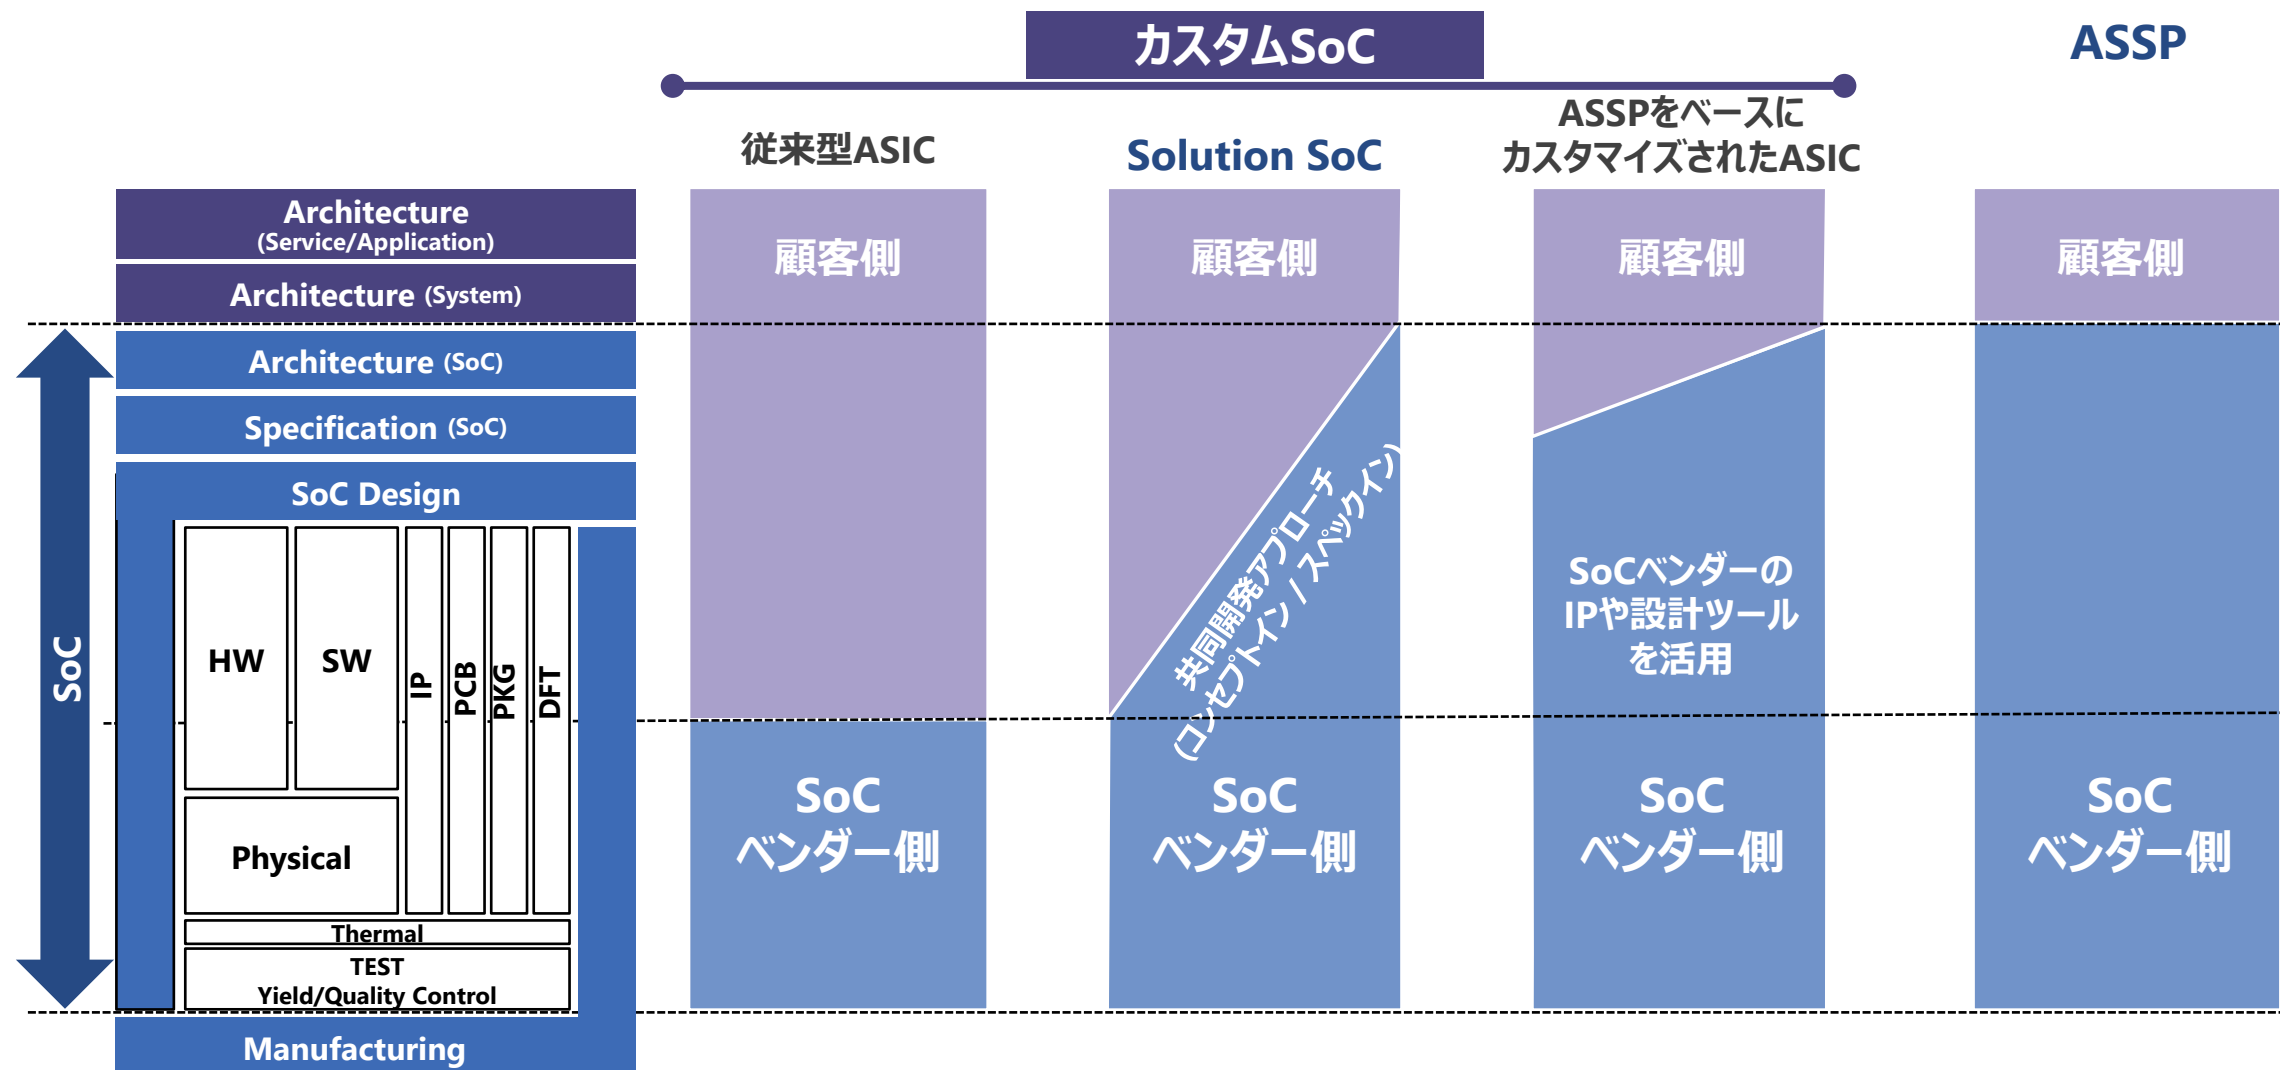 カスタムSoC
ASSP
従来型ASIC
Solution SoC
ASSPをベースに
カスタマイズされたASIC
Architecture
(Service/Application)
Architecture (System)
Architecture (SoC)
Specification (SoC)
SoC Design
SoC
HW
SW
IP
PCB
PKG
DFT
Physical
Thermal
TEST
Yield/Quality Control
Manufacturing
顧客側
SoC
ベンダー側
顧客側
共同開発アプローチ
(コンセプトイン / スペックイン)
SoC
ベンダー側
顧客側
SoCベンダーの
IPや設計ツール
を活用
SoC
ベンダー側
顧客側
SoC
ベンダー側